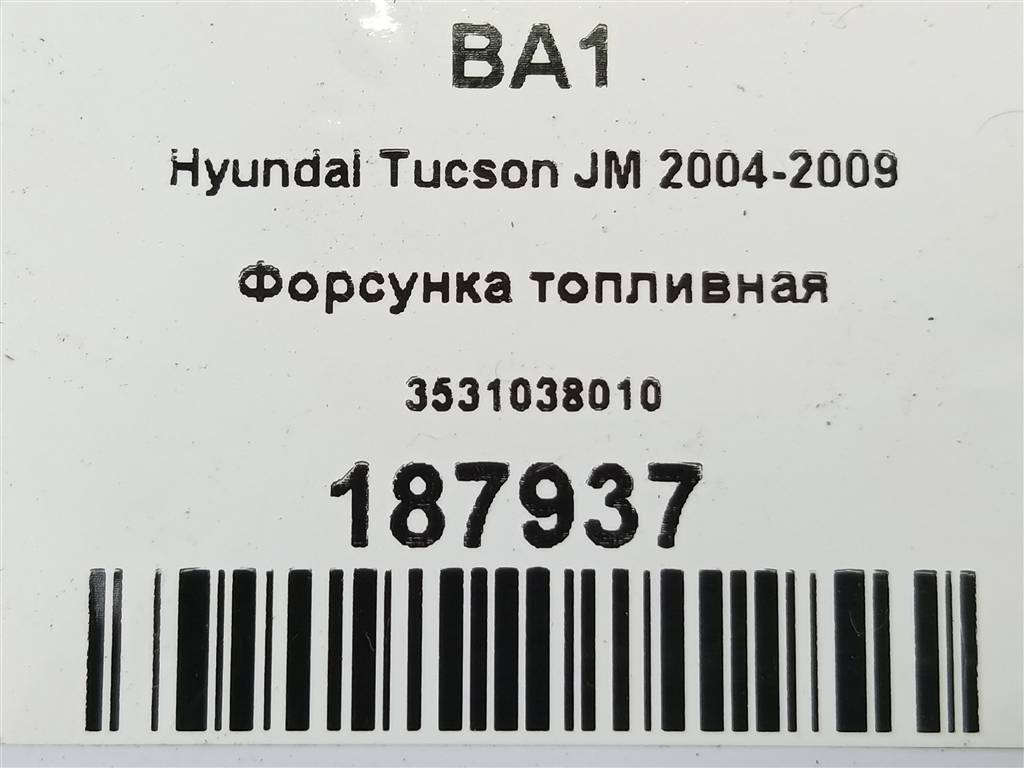 BA1
Hyundai Tucson JM 2004-2009
Форсунка топливная
3531038010
187937